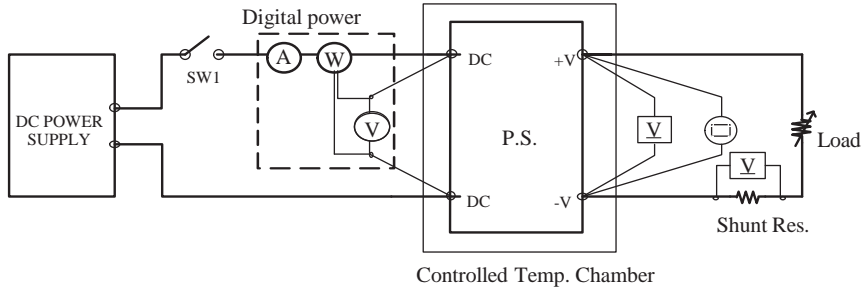 Digital power
A
W
SW1
V
DC POWER
SUPPLY
DC
DC
P.S.
+V
-V
V
V
Load
Shunt Res.
Controlled Temp. Chamber